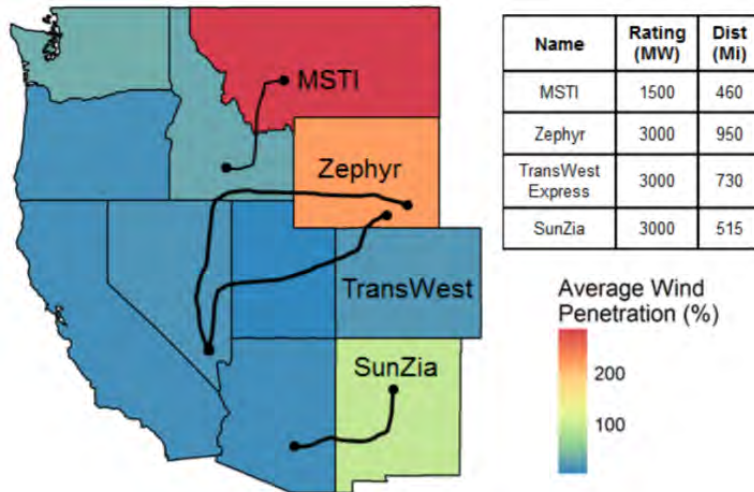 MSTI
Zephyr
TransWest
SunZia
Name Rating (MW) Dist (Mi)
MSTI 1500 460
Zephyr 3000 950
TransWest Express 3000 730
SunZia 3000 515
Average Wind
Penetration (%)
200
100